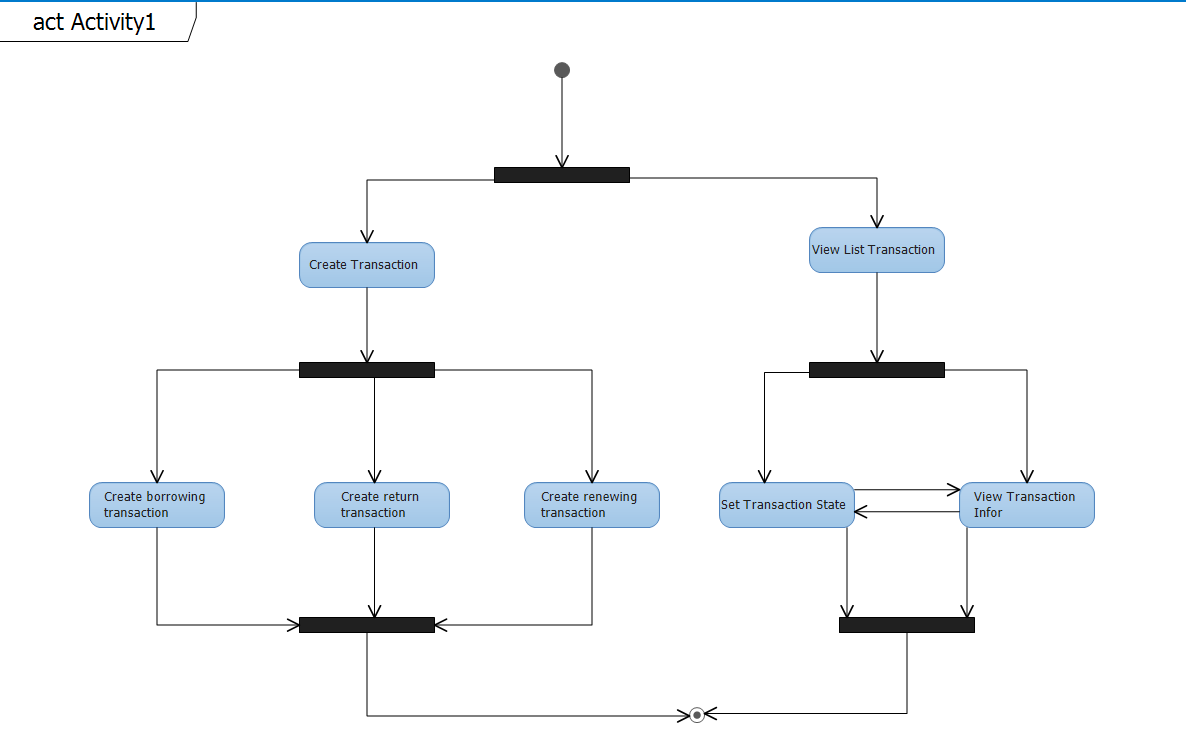 act Activity1
Create Transaction
View List Transaction
Create borrowing
transaction
Create return
transaction
Create renewing
transaction
Set Transaction State
View Transaction
Infor